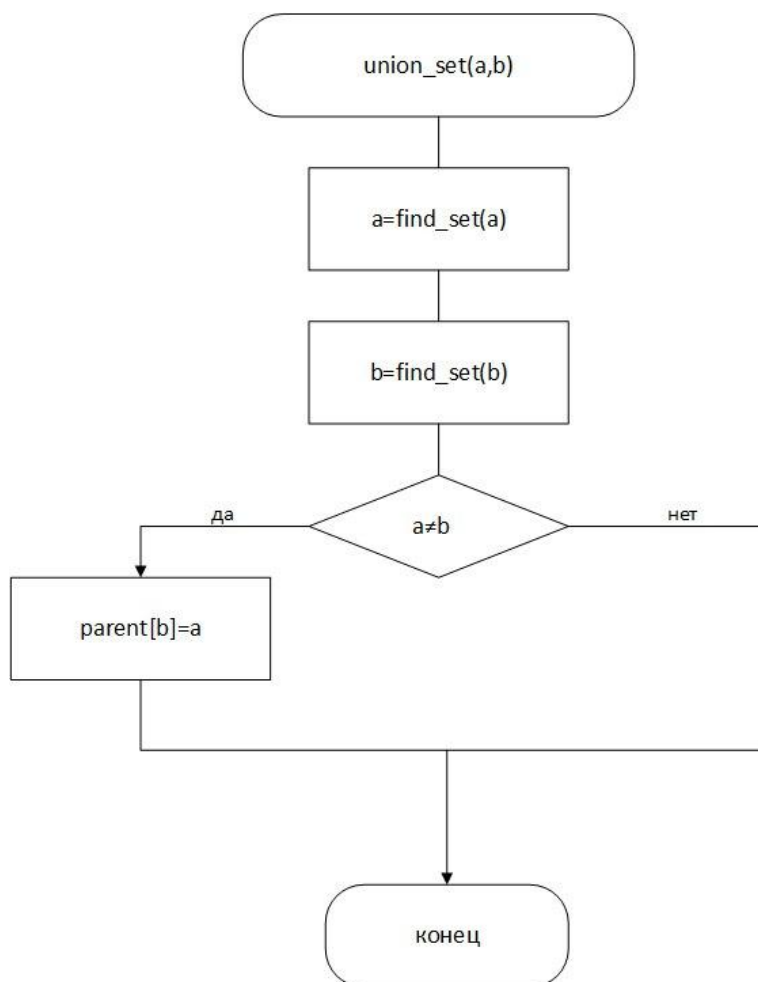 union_set(a,b)
a=find_set(a)
b=find_set(b)
да
a≠b
нет
parent[b]=a
конец